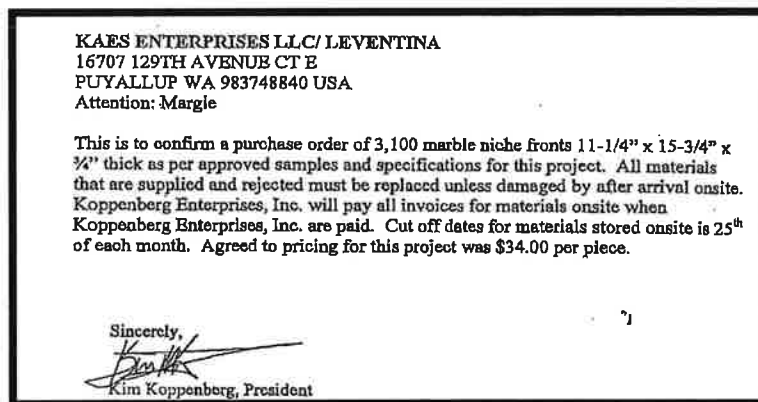 KAES ENTERPRISES LLC/ LEVENTINA
16707 129TH AVENUE CT E
PUYALLUP WA 983748840 USA
Attention: Margie
This is to confirm a purchase order of 3,100 marble niche fronts 11-1/4" x 15-3/4" x
¾" thick as per approved samples and specifications for this project. All materials
that are supplied and rejected must be replaced unless damaged by after arrival onsite.
Koppenberg Enterprises, Inc. will pay all invoices for materials onsite when
Koppenberg Enterprises, Inc. are paid. Cut off dates for materials stored onsite is 25th
of each month. Agreed to pricing for this project was $34.00 per piece.
Sincerely,
Kim Koppenberg, President